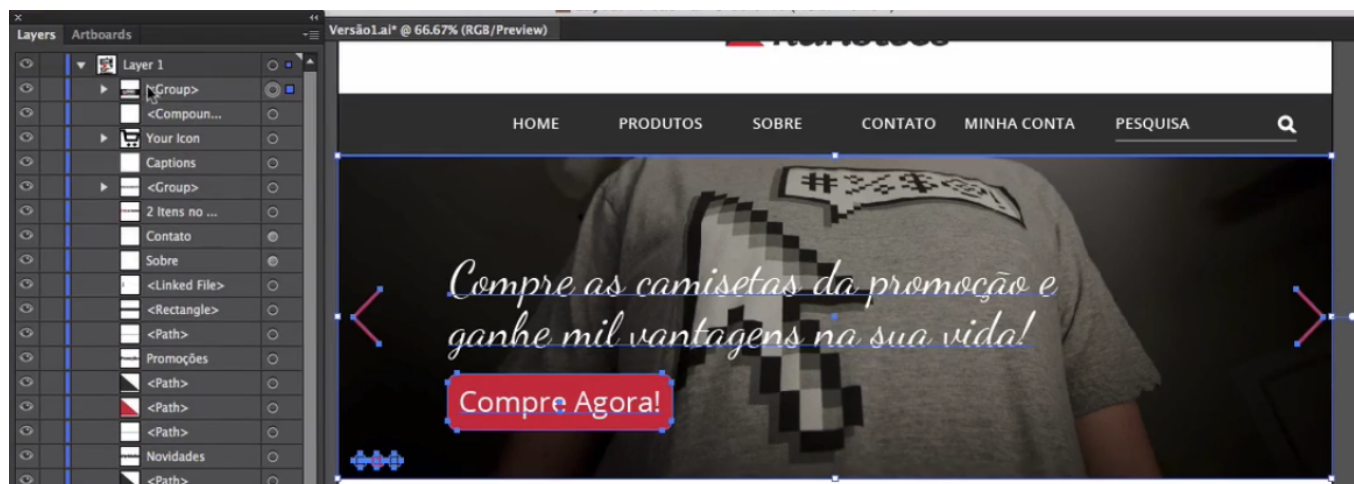 Layers Artboards
Versão1.ai* @ 66.67% (RGB/Preview)
Layer 1
<Group>
<Compoun...
Your Icon
Captions
<Group>
2 Itens no ...
Contato
Sobre
<Linked File>
<Rectangle>
<Path>
Promoções
<Path>
<Path>
<Path>
Novidades
<Path>
HOME PRODUTOS SOBRE CONTATO MINHA CONTA PESQUISA
#%$@!
Compre as camisetas da promoção e
ganhe mil vantagens na sua vida!
Compre Agora!